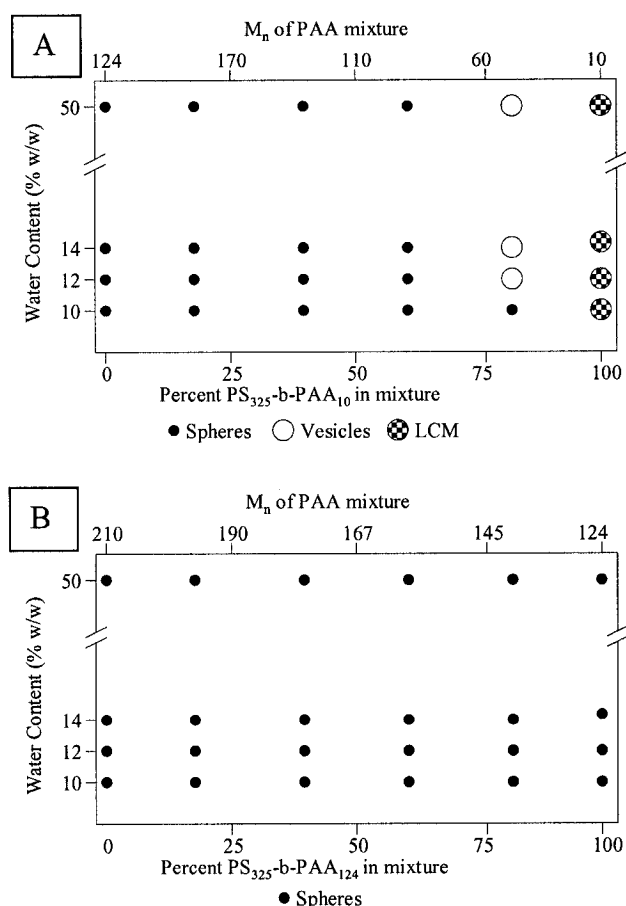 A
Mn of PAA mixture
124 170 110 60 10
Water Content (% w/w)
50
14
12
10
0 25 50 75 100
Percent PS325-b-PAA10 in mixture
Spheres Vesicles LCM
B
Mn of PAA mixture
210 190 167 145 124
Water Content (% w/w)
50
14
12
10
0 25 50 75 100
Percent PS325-b-PAA124 in mixture
Spheres